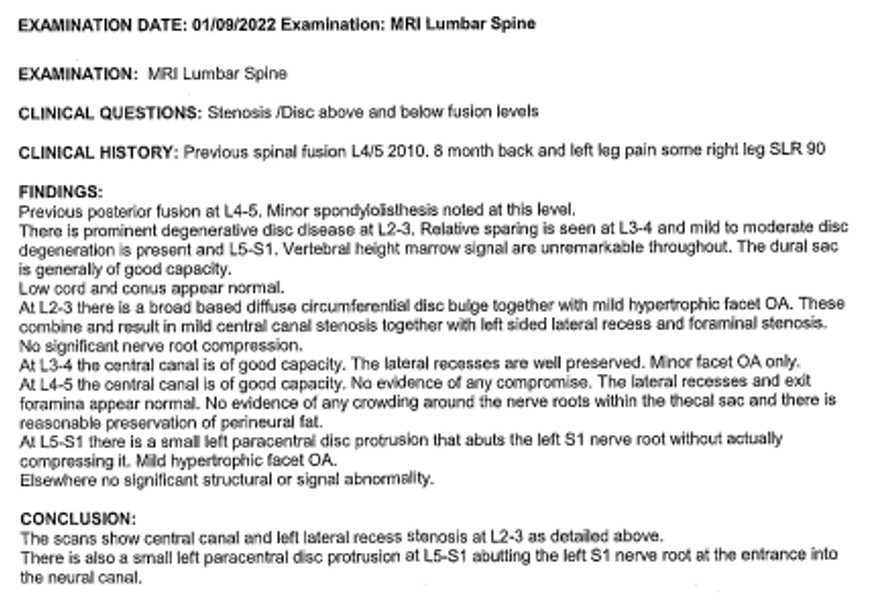 EXAMINATION DATE: 01/09/2022 Examination: MRI Lumbar Spine
EXAMINATION: MRI Lumbar Spine
CLINICAL QUESTIONS: Stenosis /Disc above and below fusion levels
CLINICAL HISTORY: Previous spinal fusion L4/5 2010. 8 month back and left leg pain some right leg SLR 90
FINDINGS:
Previous posterior fusion at L4-5. Minor spondylolisthesis noted at this level.
There is prominent degenerative disc disease at L2-3. Relative sparing is seen at L3-4 and mild to moderate disc
degeneration is present and L5-S1. Vertebral height marrow signal are unremarkable throughout. The dural sac
is generally of good capacity.
Low cord and conus appear normal.
At L2-3 there is a broad based diffuse circumferential disc bulge together with mild hypertrophic facet OA. These
combine and result in mild central canal stenosis together with left sided lateral recess and foraminal stenosis.
No significant nerve root compression.
At L3-4 the central canal is of good capacity. The lateral recesses are well preserved. Minor facet OA only.
At L4-5 the central canal is of good capacity. No evidence of any compromise. The lateral recesses and exit
foramina appear normal. No evidence of any crowding around the nerve roots within the thecal sac and there is
reasonable preservation of perineural fat.
At L5-S1 there is a small left paracentral disc protrusion that abuts the left S1 nerve root without actually
compressing it. Mild hypertrophic facet OA.
Elsewhere no significant structural or signal abnormality.
CONCLUSION:
The scans show central canal and left lateral recess stenosis at L2-3 as detailed above.
There is also a small left paracentral disc protrusion at L5-S1 abutting the left S1 nerve root at the entrance into
the neural canal.